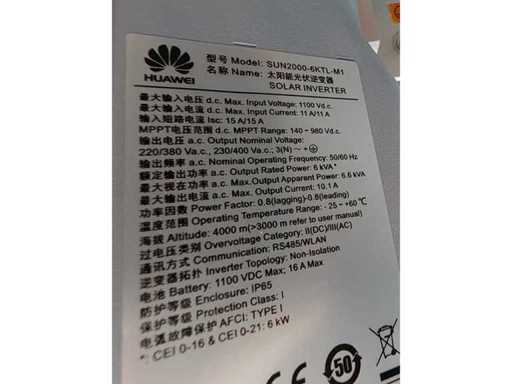 HUAWEI
型号 Model: SUN2000-6KTL-M1
名称 Name: 太阳能光伏逆变器
SOLAR INVERTER
最大输入电压 d.c. Max. Input Voltage: 1100 Vd.c.
最大输入电流 d.c. Max. Input Current: 11 A/11 A
输入短路电流 Isc: 15 A/15 A
MPPT电压范围 d.c. MPPT Range: 140 ~ 980 Vd.c.
输出电压 a.c. Output Nominal Voltage:
220/380 Va.c., 230/400 Va.c., 3(N) ~ +
输出频率 a.c. Nominal Operating Frequency: 50/60 Hz
额定输出功率 a.c. Output Rated Power: 6 kVA *
最大视在功率 a.c. Max.Output Apparent Power: 6.6 kVA
最大输出电流 a.c. Max. Output Current: 10.1 A
功率因数 Power Factor: 0.8(lagging)-0.8(leading)
温度范围 Operating Temperature Range: - 25 ~ +60 ℃
海拔 Altitude: 4000 m(>3000 m refer to user manual)
过电压类别 Overvoltage Category: II(DC)/III(AC)
通讯方式 Communication: RS485/WLAN
逆变器拓扑 Inverter Topology: Non-Isolation
电池 Battery: 1100 VDC Max; 16 A Max
防护等级 Enclosure: IP65
保护等级 Protection Class: I
电弧故障保护 AFCI: TYPE I
*: CEI 0-16 & CEI 0-21: 6 kW
50